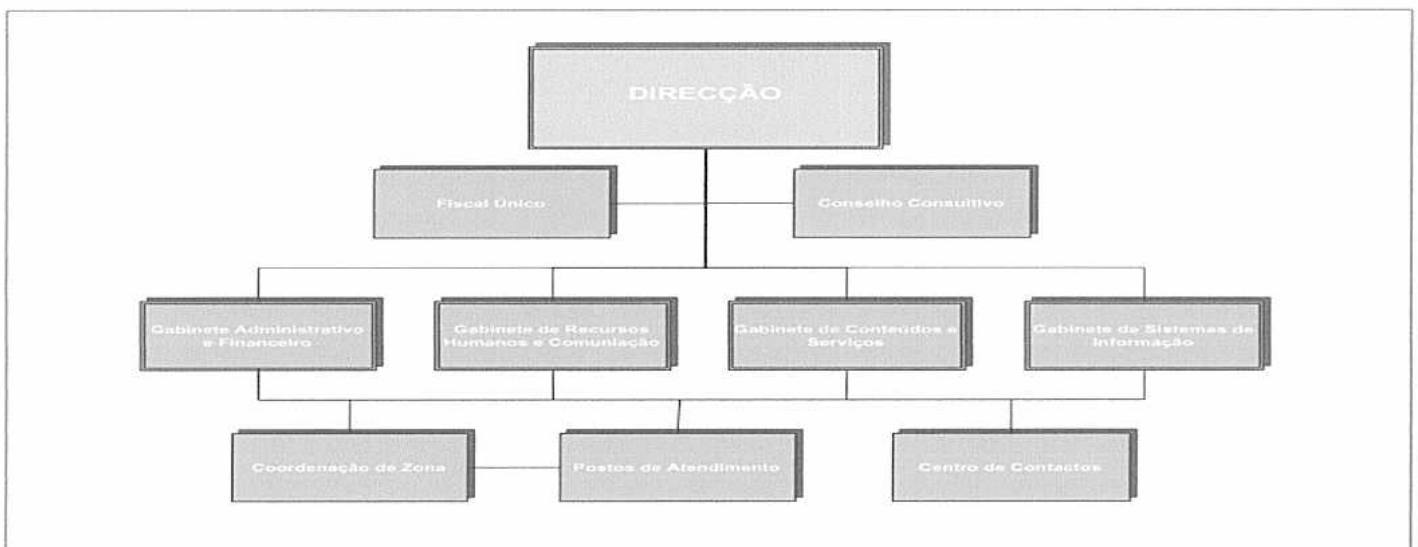 DIRECÇÃO
Fiscal Único
Conselho Consultivo
Gabinete Administrativo
e Financeiro
Gabinete de Recursos
Humanos e Comuniação
Gabinete de Conteúdos e
Serviços
Gabinete de Sistemas de
Informação
Coordenação de Zona
Postos de Atendimento
Centro de Contactos